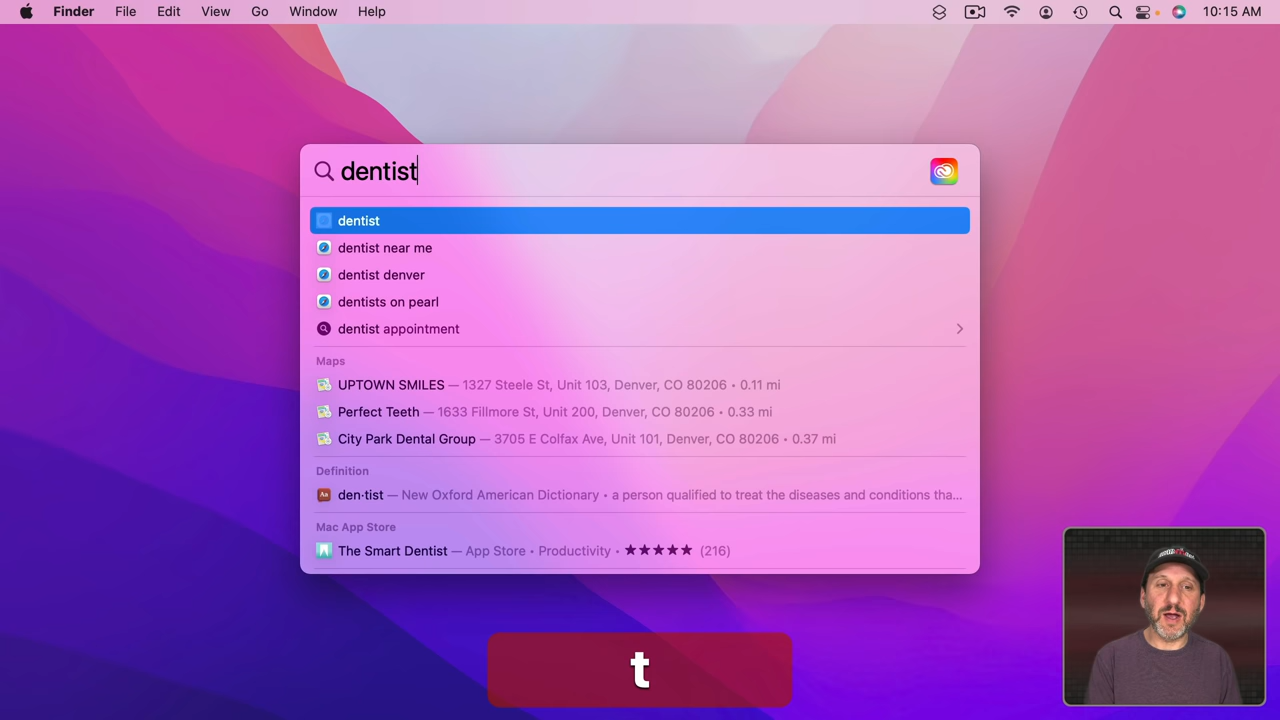 Finder File Edit View Go Window Help 10:15 AM
dentist
dentist
dentist near me
dentist denver
dentists on pearl
dentist appointment
Maps
UPTOWN SMILES — 1327 Steele St, Unit 103, Denver, CO 80206 • 0.11 mi
Perfect Teeth — 1633 Fillmore St, Unit 200, Denver, CO 80206 • 0.33 mi
City Park Dental Group — 3705 E Colfax Ave, Unit 101, Denver, CO 80206 • 0.37 mi
Definition
Aa den·tist — New Oxford American Dictionary • a person qualified to treat the diseases and conditions tha...
Mac App Store
The Smart Dentist — App Store • Productivity • ★★★★★ (216)
t